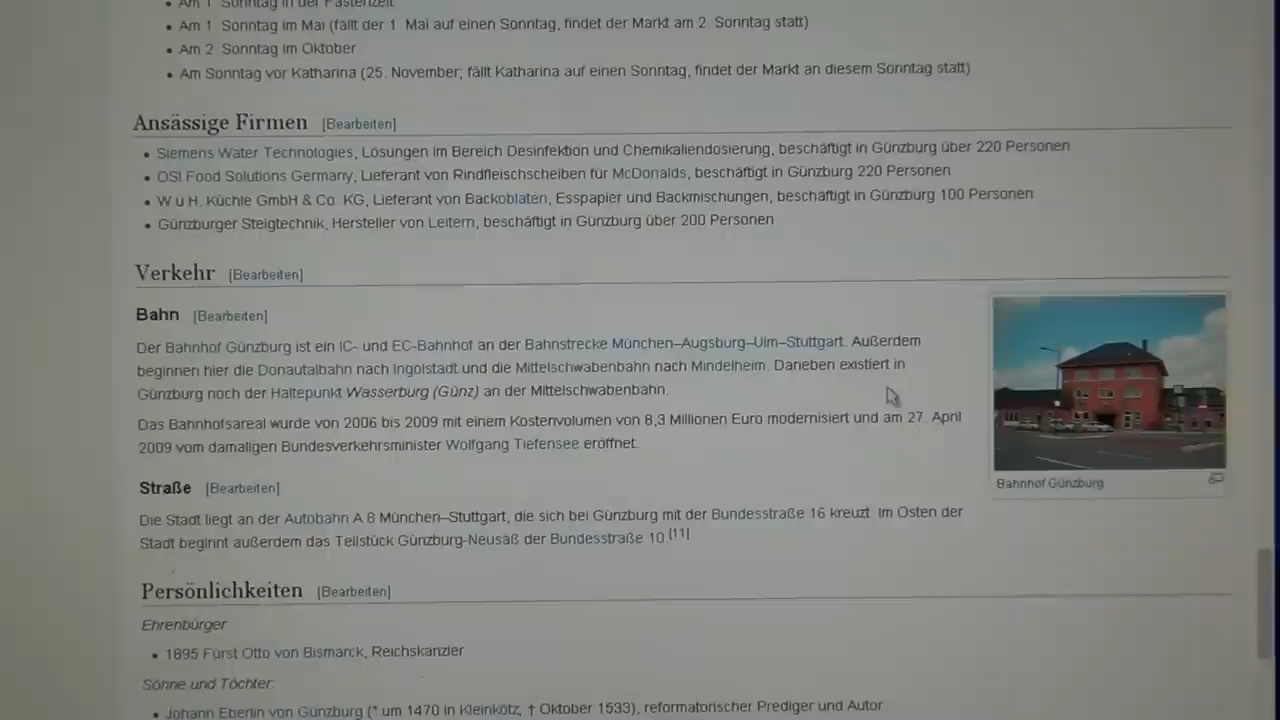 • Am 1. Sonntag in der Fastenzeit
• Am 1. Sonntag im Mai (fällt der 1. Mai auf einen Sonntag, findet der Markt am 2. Sonntag statt)
• Am 2. Sonntag im Oktober
• Am Sonntag vor Katharina (25. November; fällt Katharina auf einen Sonntag, findet der Markt an diesem Sonntag statt)
Ansässige Firmen [Bearbeiten]
• Siemens Water Technologies, Lösungen im Bereich Desinfektion und Chemikaliendosierung, beschäftigt in Günzburg über 220 Personen
• OSI Food Solutions Germany, Lieferant von Rindfleischscheiben für McDonalds, beschäftigt in Günzburg 220 Personen
• W.u.H. Küchle GmbH & Co. KG, Lieferant von Backoblaten, Esspapier und Backmischungen, beschäftigt in Günzburg 100 Personen
• Günzburger Steigtechnik, Hersteller von Leitern, beschäftigt in Günzburg über 200 Personen
Verkehr [Bearbeiten]
Bahn [Bearbeiten]
Der Bahnhof Günzburg ist ein IC- und EC-Bahnhof an der Bahnstrecke München–Augsburg–Ulm–Stuttgart. Außerdem
beginnen hier die Donautalbahn nach Ingolstadt und die Mittelschwabenbahn nach Mindelheim. Daneben existiert in
Günzburg noch der Haltepunkt Wasserburg (Günz) an der Mittelschwabenbahn.
Das Bahnhofsareal wurde von 2006 bis 2009 mit einem Kostenvolumen von 8,3 Millionen Euro modernisiert und am 27. April
2009 vom damaligen Bundesverkehrsminister Wolfgang Tiefensee eröffnet.
Bahnhof Günzburg
Straße [Bearbeiten]
Die Stadt liegt an der Autobahn A 8 München–Stuttgart, die sich bei Günzburg mit der Bundesstraße 16 kreuzt. Im Osten der
Stadt beginnt außerdem das Teilstück Günzburg-Neusäß der Bundesstraße 10.[11]
Persönlichkeiten [Bearbeiten]
Ehrenbürger
• 1895 Fürst Otto von Bismarck, Reichskanzler
Söhne und Töchter:
• Johann Eberlin von Günzburg (* um 1470 in Kleinkötz, † Oktober 1533), reformatorischer Prediger und Autor